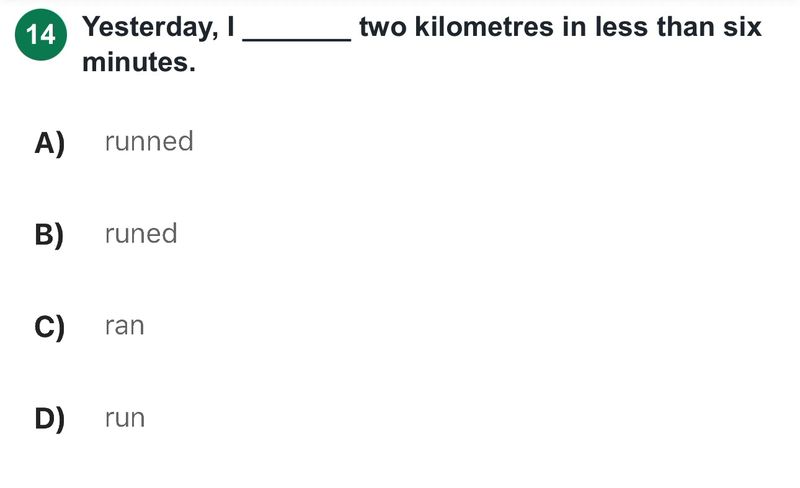 14 Yesterday, I _______ two kilometres in less than six
minutes.
A) runned
B) runed
C) ran
D) run